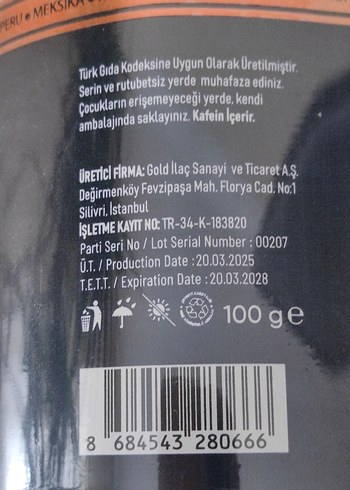 PERU • MEKSİKA
Türk Gıda Kodeksine Uygun Olarak Üretilmiştir.
Serin ve rutubetsiz yerde muhafaza ediniz.
Çocukların erişemeyeceği yerde, kendi
ambalajında saklayınız. Kafein İçerir.
ÜRETİCİ FİRMA: Gold İlaç Sanayi ve Ticaret A.Ş.
Değirmenköy Fevzipaşa Mah. Florya Cad. No:1
Silivri, İstanbul
İŞLETME KAYIT NO: TR-34-K-183820
Parti Seri No / Lot Serial Number : 00207
Ü.T. / Production Date : 20.03.2025
T.E.T.T. / Expiration Date : 20.03.2028
100 g e
8 684543 280666